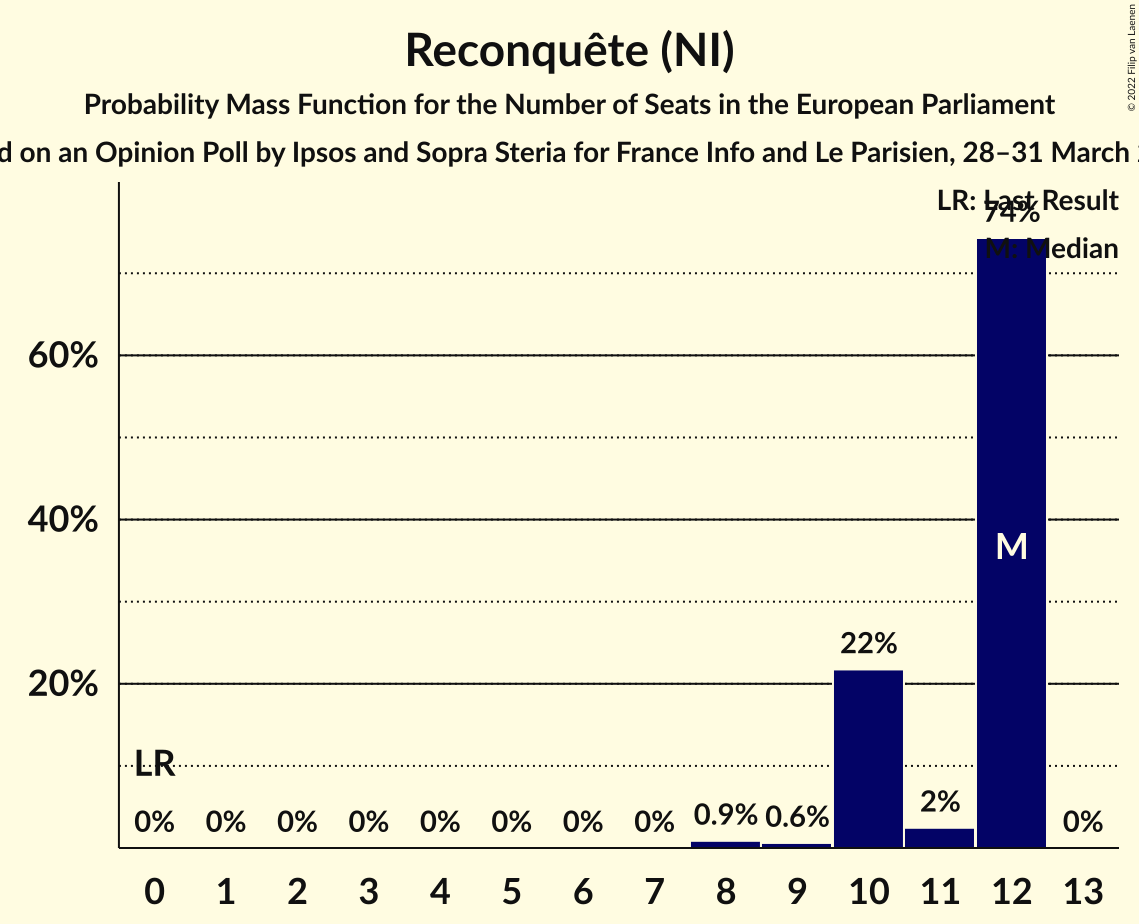 Reconquête (NI)
Probability Mass Function for the Number of Seats in the European Parliament
on an Opinion Poll by Ipsos and Sopra Steria for France Info and Le Parisien, 28–31 March
© 2022 Filip van Laenen
LR: Last Result
74%
M: Median
60%
40%
M
22%
20%
LR
2%
0% 0% 0% 0% 0% 0% 0% 0% 0.9% 0.6% 0%
0 1 2 3 4 5 6 7 8 9 10 11 12 13